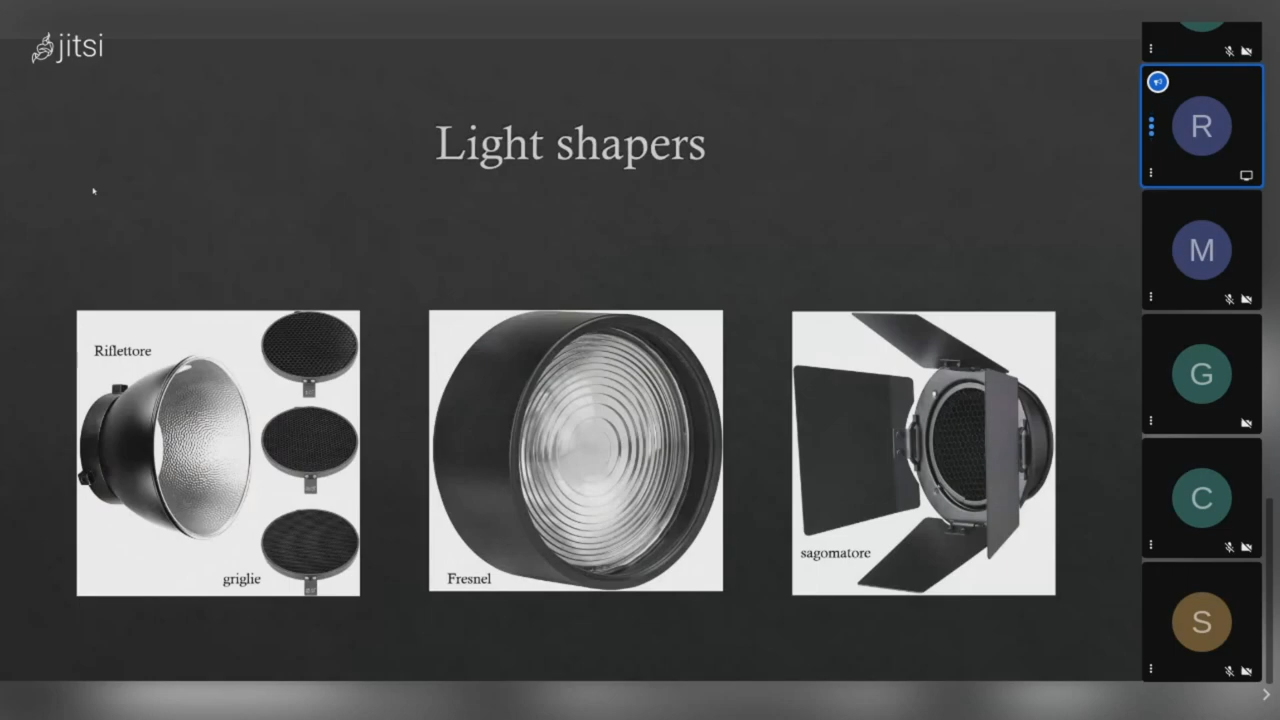 jitsi
Light shapers
Riflettore
griglie
Fresnel
sagomatore
R
M
G
C
S